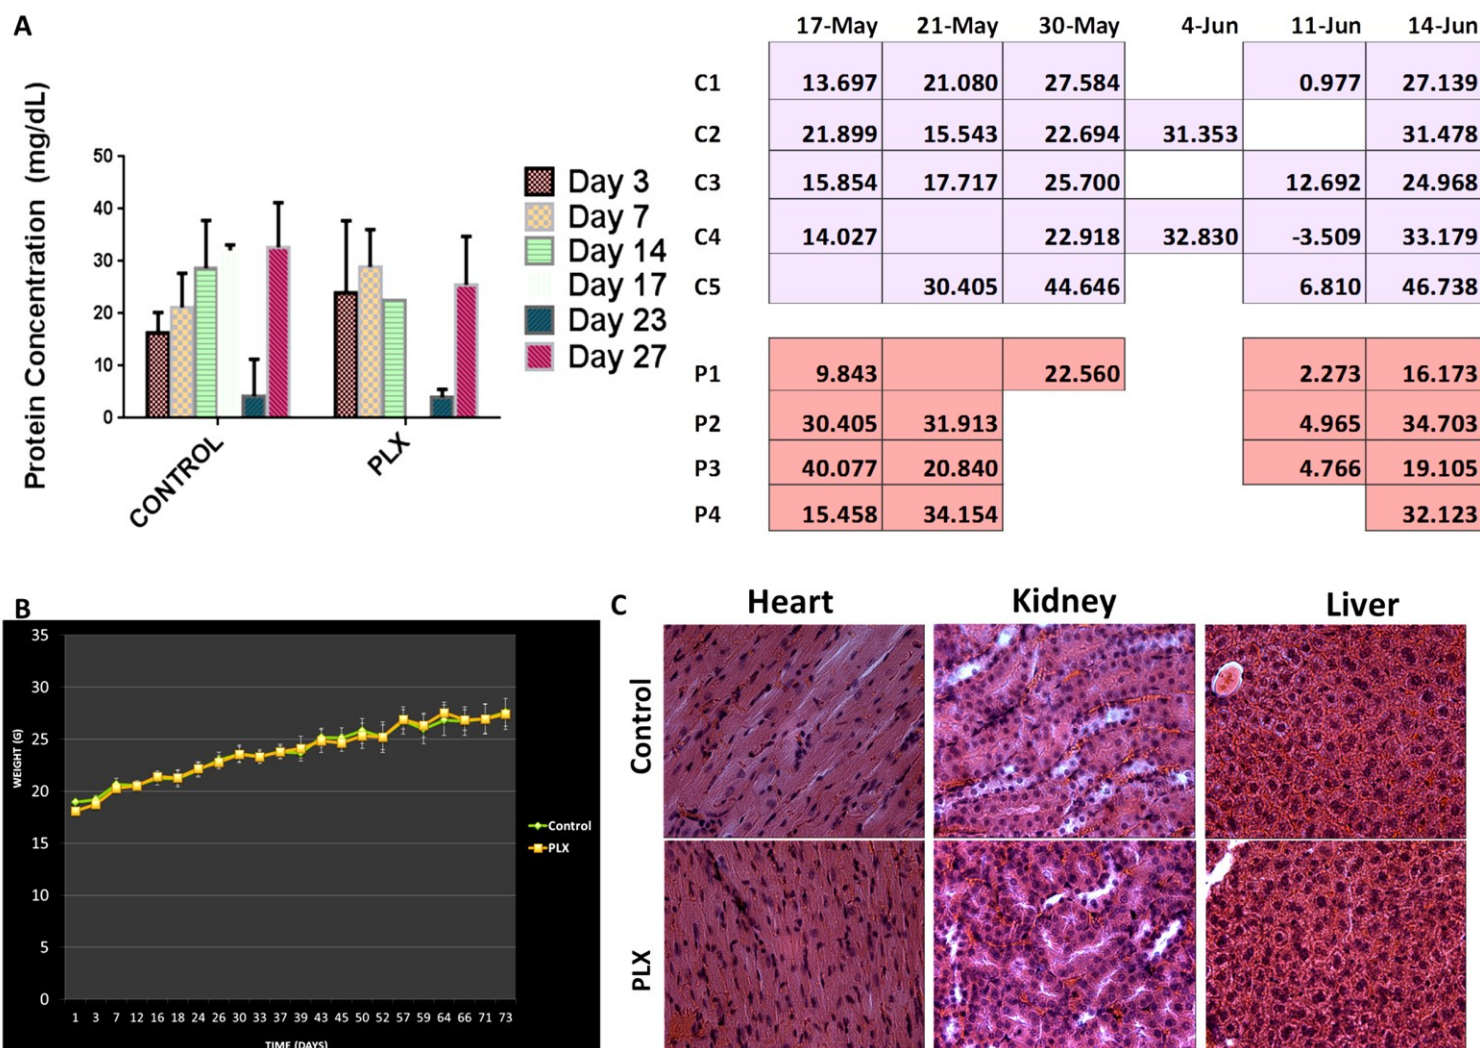 A
Protein Concentration (mg/dL)
50
40
30
20
10
0
CONTROL
PLX
Day 3
Day 7
Day 14
Day 17
Day 23
Day 27
17-May 21-May 30-May 4-Jun 11-Jun 14-Jun
C1 13.697 21.080 27.584 0.977 27.139
C2 21.899 15.543 22.694 31.353 31.478
C3 15.854 17.717 25.700 12.692 24.968
C4 14.027 22.918 32.830 -3.509 33.179
C5 30.405 44.646 6.810 46.738
P1 9.843 22.560 2.273 16.173
P2 30.405 31.913 4.965 34.703
P3 40.077 20.840 4.766 19.105
P4 15.458 34.154 32.123
B
WEIGHT (G)
35
30
25
20
15
10
5
0
1 3 7 12 16 18 24 26 30 33 37 39 43 45 50 52 57 59 64 66 71 73
TIME (DAYS)
Control
PLX
C
Heart Kidney Liver
Control
PLX